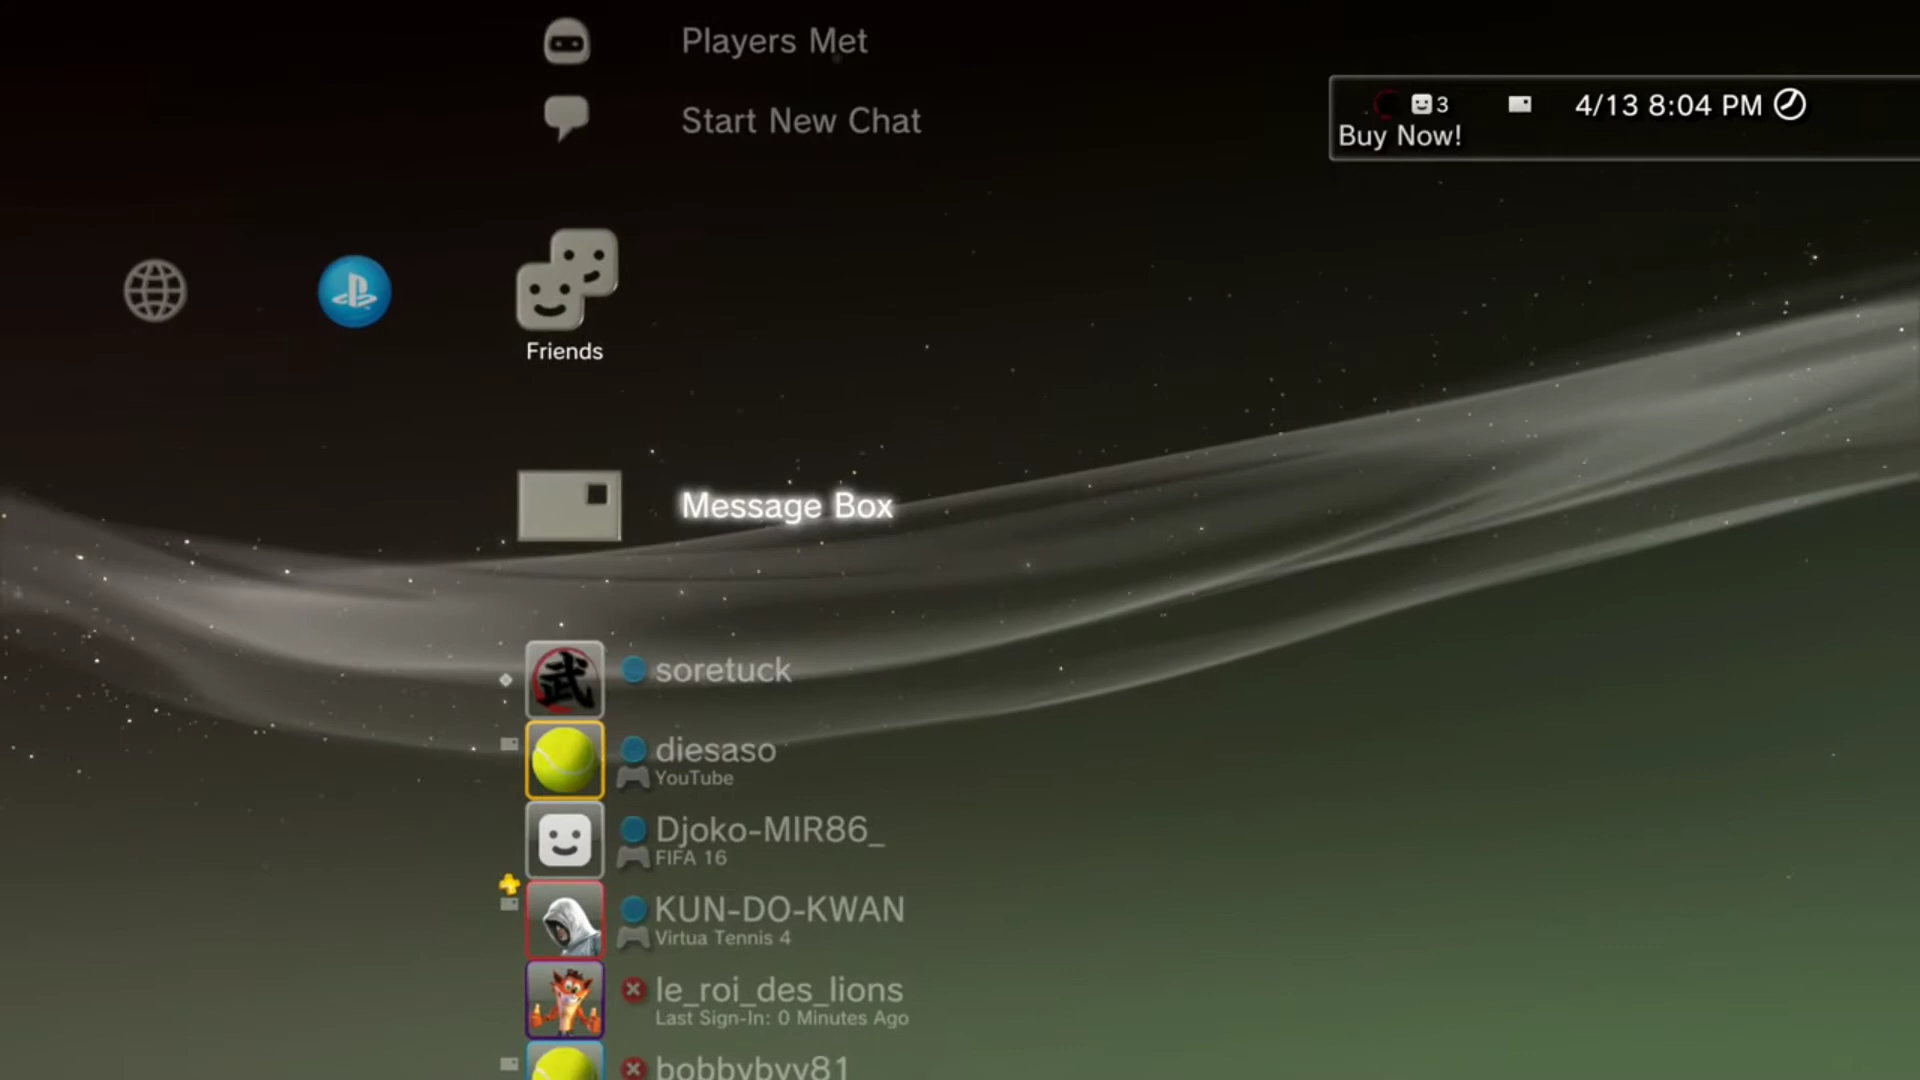 Players Met
Start New Chat
3
4/13 8:04 PM
Buy Now!
Friends
Message Box
武
soretuck
diesaso
YouTube
Djoko-MIR86_
FIFA 16
KUN-DO-KWAN
Virtua Tennis 4
le_roi_des_lions
Last Sign-In: 0 Minutes Ago
bobbybyy81